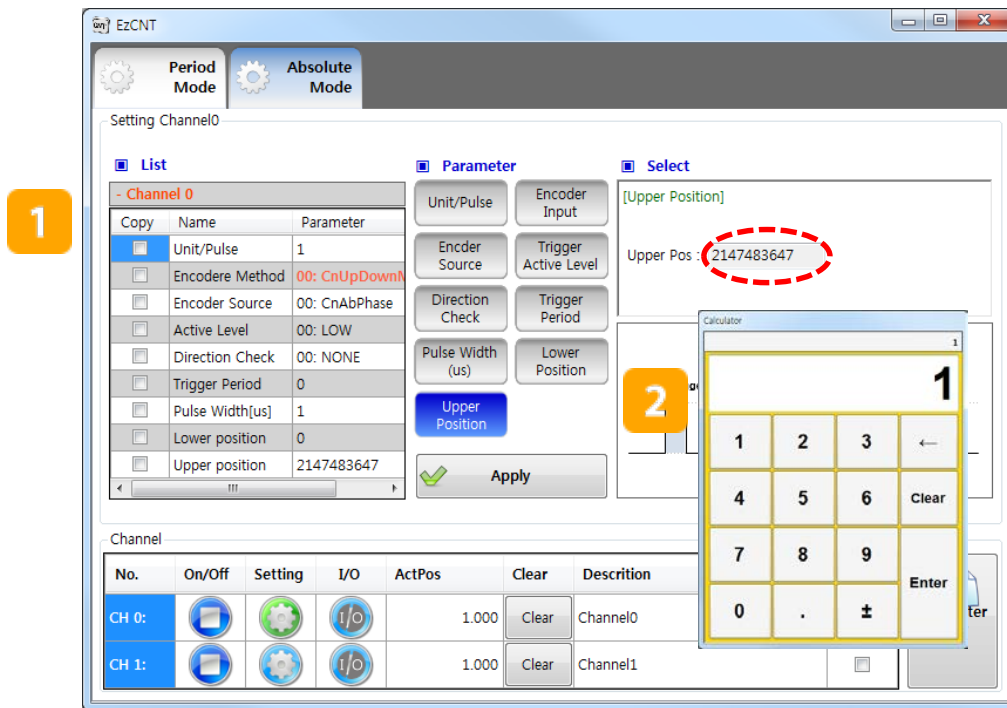 EzCNT
Period
Mode
Absolute
Mode
Setting Channel0
List
- Channel 0
Copy Name Parameter
Unit/Pulse 1
Encodere Method 00: CnUpDownM
Encoder Source 00: CnAbPhase
Active Level 00: LOW
Direction Check 00: NONE
Trigger Period 0
Pulse Width[us] 1
Lower position 0
Upper position 2147483647
1
Parameter
Unit/Pulse
Encoder
Input
Encder
Source
Trigger
Active Level
Direction
Check
Trigger
Period
Pulse Width
(us)
Lower
Position
Upper
Position
Apply
Select
[Upper Position]
Upper Pos : 2147483647
2
Calculator
1
1
1 2 3 ←
4 5 6 Clear
7 8 9
Enter
0 . ±
Channel
No. On/Off Setting I/O ActPos Clear Descrition
CH 0: I/O 1.000 Clear Channel0
CH 1: I/O 1.000 Clear Channel1
ter